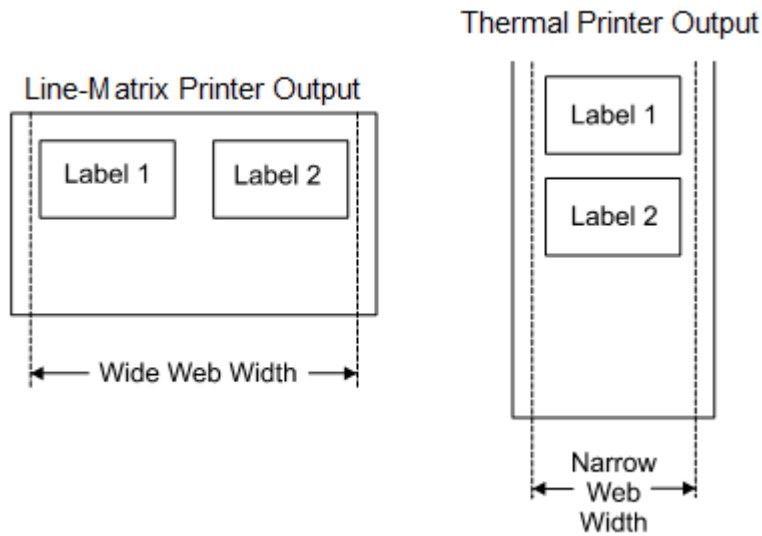 Thermal Printer Output
Line-Matrix Printer Output
Label 1
Label 2
Wide Web Width
Label 1
Label 2
Narrow
Web
Width